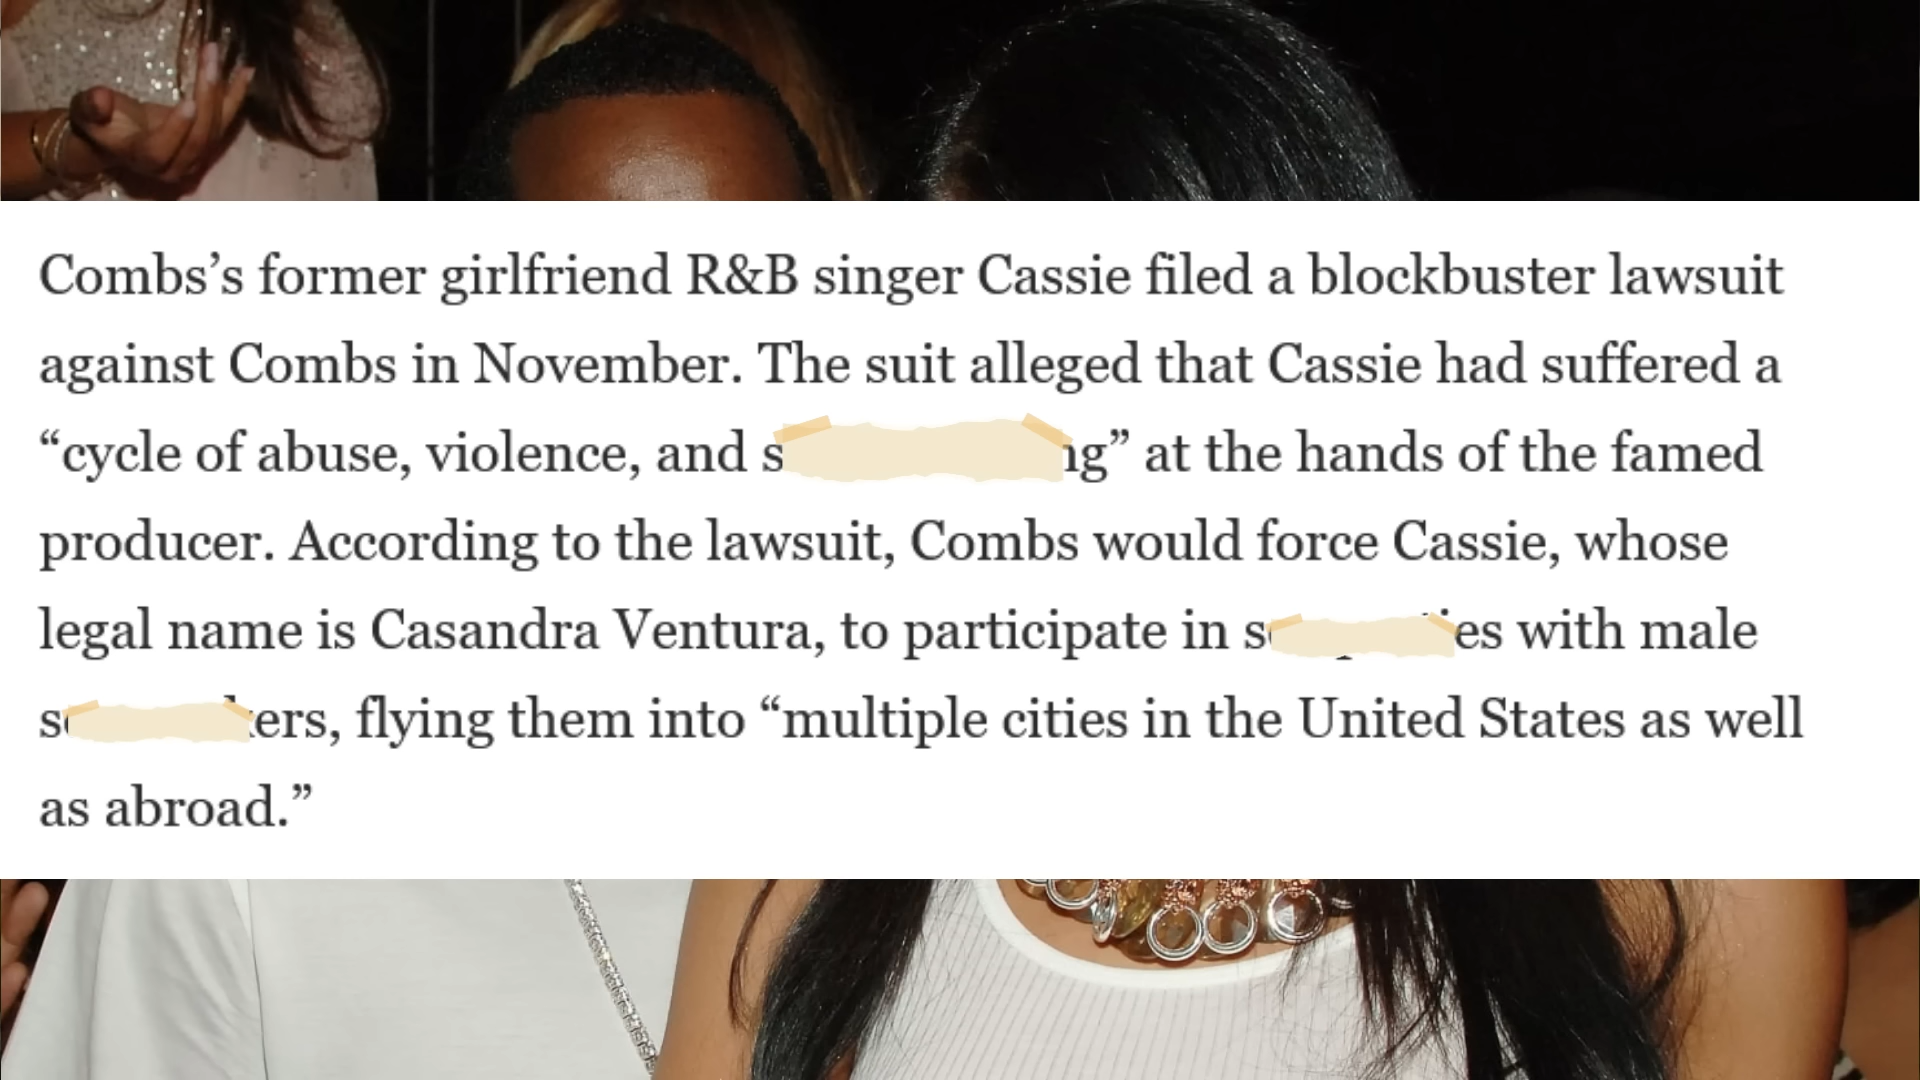 Combs’s former girlfriend R&B singer Cassie filed a blockbuster lawsuit
against Combs in November. The suit alleged that Cassie had suffered a
“cycle of abuse, violence, and at the hands of the famed
producer. According to the lawsuit, Combs would force Cassie, whose
legal name is Casandra Ventura, to participate in with male
flying them into “multiple cities in the United States as well
as abroad.”